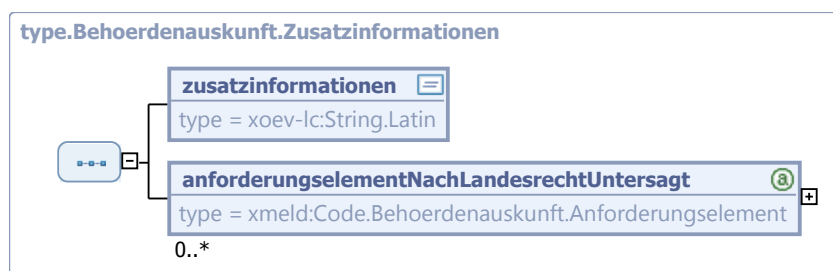 type.Behoerdenauskunft.Zusatzinformationen
zusatzinformationen
type = xoev-lc:String.Latin
anforderungselementNachLandesrechtUntersagt
type = xmeld:Code.Behoerdenauskunft.Anforderungselement
0..*